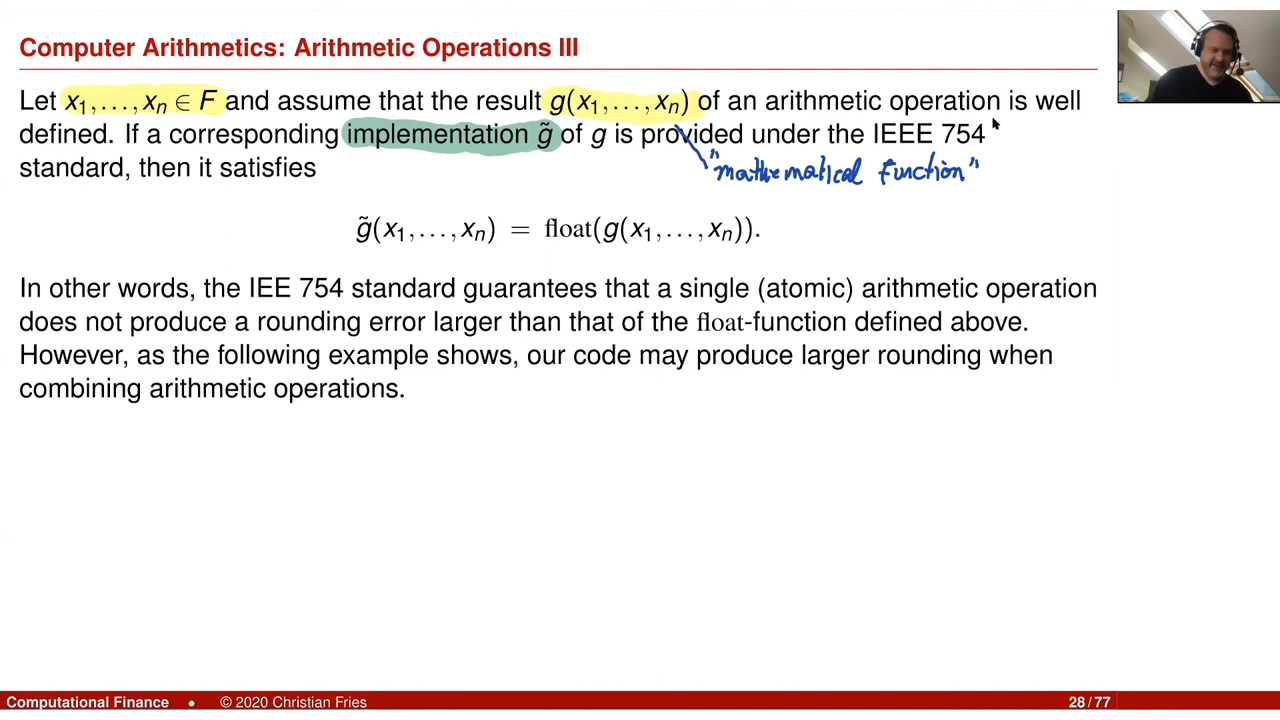 Computer Arithmetics: Arithmetic Operations III
Let x₁,…,xₙ ∈ F and assume that the result g(x₁,…,xₙ) of an arithmetic operation is well
defined. If a corresponding implementation g̃ of g is provided under the IEEE 754
standard, then it satisfies
"mathematical function"
g̃(x₁,…,xₙ) = float(g(x₁,…,xₙ)).
In other words, the IEE 754 standard guarantees that a single (atomic) arithmetic operation
does not produce a rounding error larger than that of the float-function defined above.
However, as the following example shows, our code may produce larger rounding when
combining arithmetic operations.
Computational Finance • © 2020 Christian Fries 28 / 77